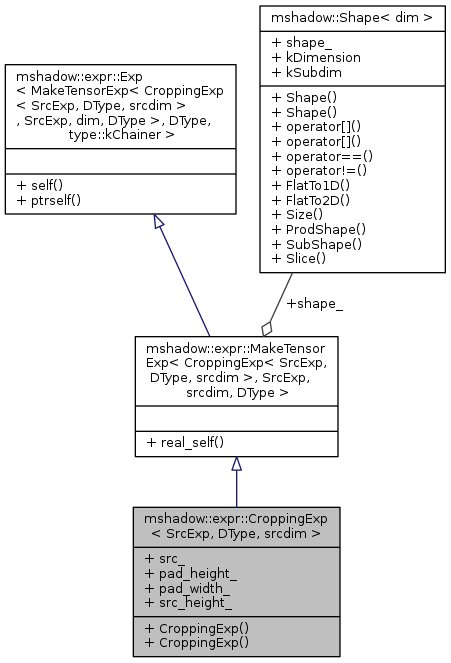 mshadow::Shape< dim >
+ shape_
+ kDimension
+ kSubdim
+ Shape()
+ Shape()
+ operator[]()
+ operator[]()
+ operator==()
+ operator!=()
+ FlatTo1D()
+ FlatTo2D()
+ Size()
+ ProdShape()
+ SubShape()
+ Slice()
mshadow::expr::Exp
< MakeTensorExp< CroppingExp
< SrcExp, DType, srcdim >
, SrcExp, dim, DType >, DType,
type::kChainer >
+ self()
+ ptrself()
+shape_
mshadow::expr::MakeTensor
Exp< CroppingExp< SrcExp,
DType, srcdim >, SrcExp,
srcdim, DType >
+ real_self()
mshadow::expr::CroppingExp
< SrcExp, DType, srcdim >
+ src_
+ pad_height_
+ pad_width_
+ src_height_
+ CroppingExp()
+ CroppingExp()